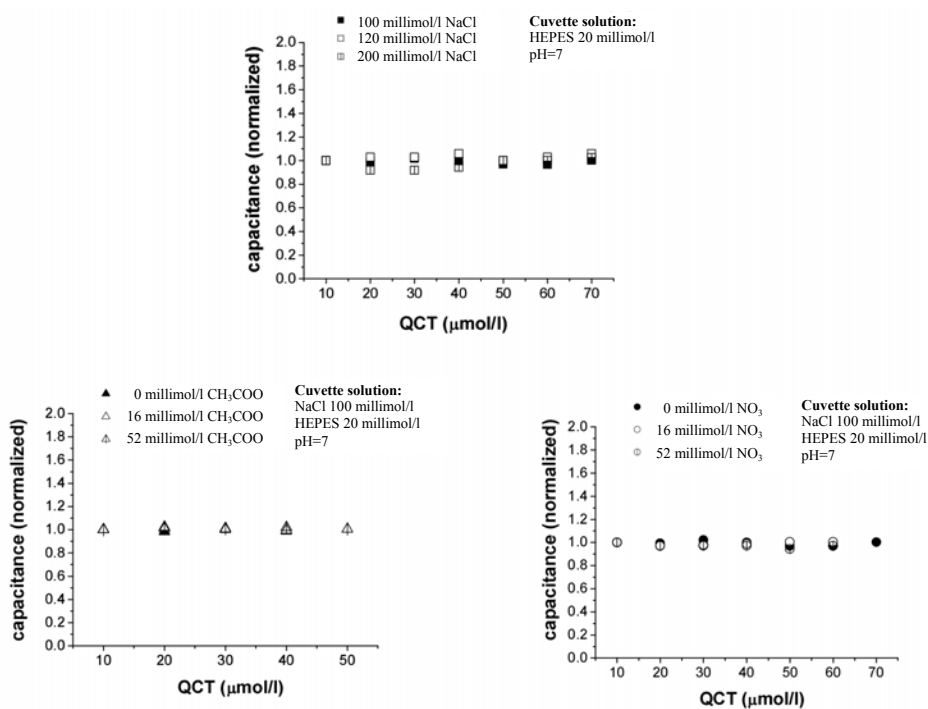 100 millimol/l NaCl
120 millimol/l NaCl
200 millimol/l NaCl
Cuvette solution:
HEPES 20 millimol/l
pH=7
capacitance (normalized)
2.0
1.8
1.6
1.4
1.2
1.0
0.8
0.6
0.4
0.2
0.0
10 20 30 40 50 60 70
QCT (μmol/l)
0 millimol/l CH₃COO
16 millimol/l CH₃COO
52 millimol/l CH₃COO
Cuvette solution:
NaCl 100 millimol/l
HEPES 20 millimol/l
pH=7
capacitance (normalized)
2.0
1.8
1.6
1.4
1.2
1.0
0.8
0.6
0.4
0.2
0.0
10 20 30 40 50
QCT (μmol/l)
0 millimol/l NO₃
16 millimol/l NO₃
52 millimol/l NO₃
Cuvette solution:
NaCl 100 millimol/l
HEPES 20 millimol/l
pH=7
capacitance (normalized)
2.0
1.8
1.6
1.4
1.2
1.0
0.8
0.6
0.4
0.2
0.0
10 20 30 40 50 60 70
QCT (μmol/l)